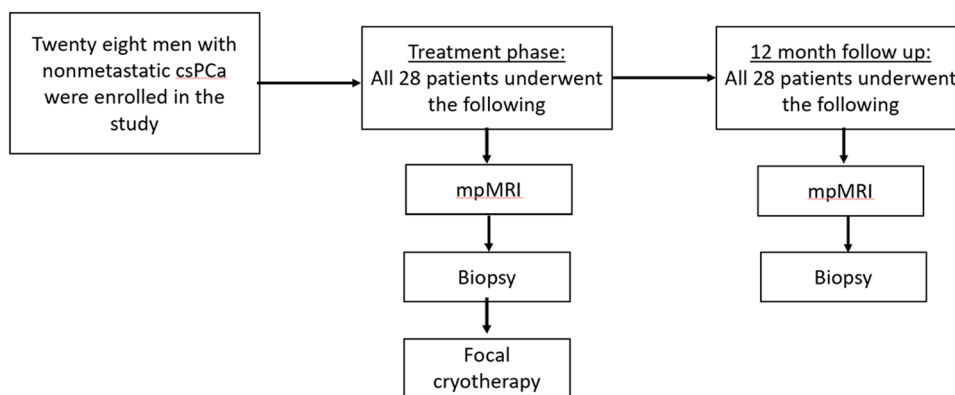 Twenty eight men with
nonmetastatic csPCa
were enrolled in the
study
Treatment phase:
All 28 patients underwent
the following
mpMRI
Biopsy
Focal
cryotherapy
12 month follow up:
All 28 patients underwent
the following
mpMRI
Biopsy